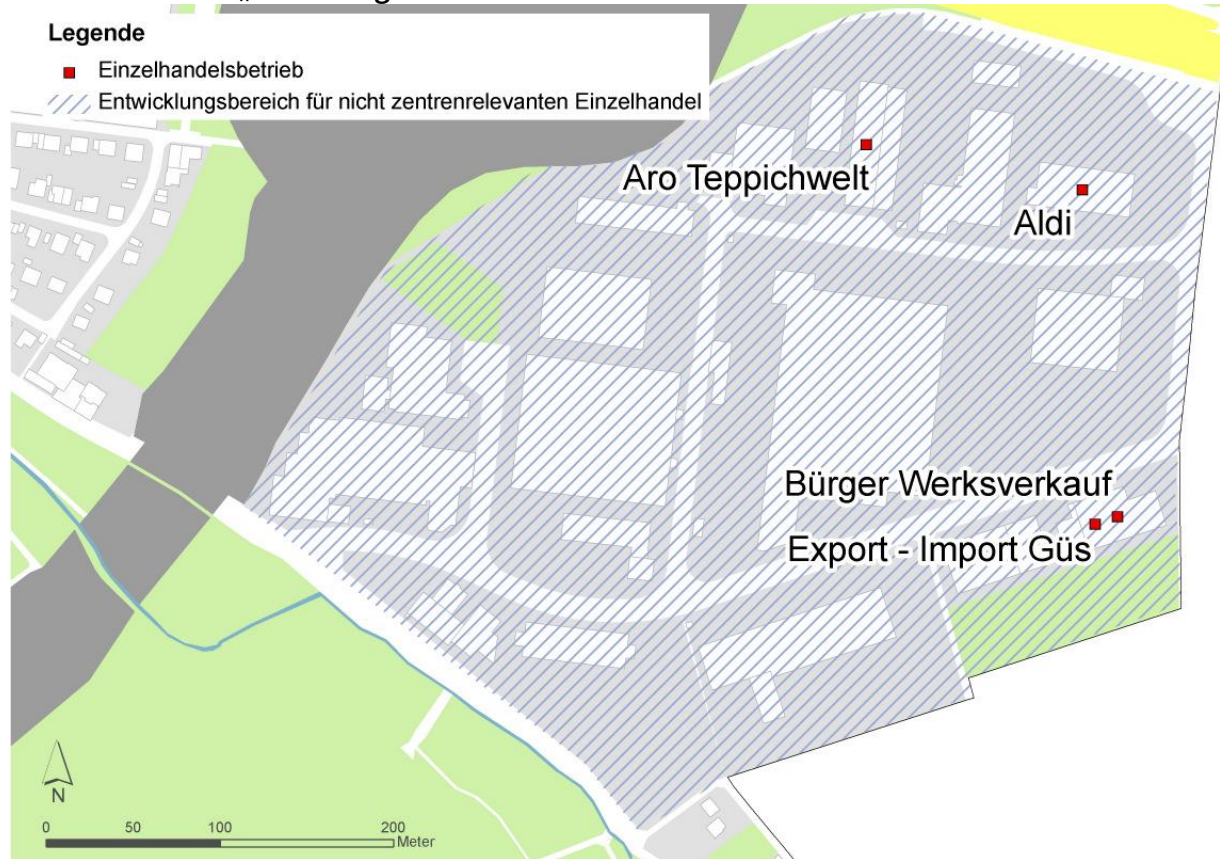 Legende
Einzelhandelsbetrieb
Entwicklungsbereich für nicht zentrenrelevanten Einzelhandel
Aro Teppichwelt
Aldi
Bürger Werksverkauf
Export - Import Güs
N
0 50 100 200
Meter